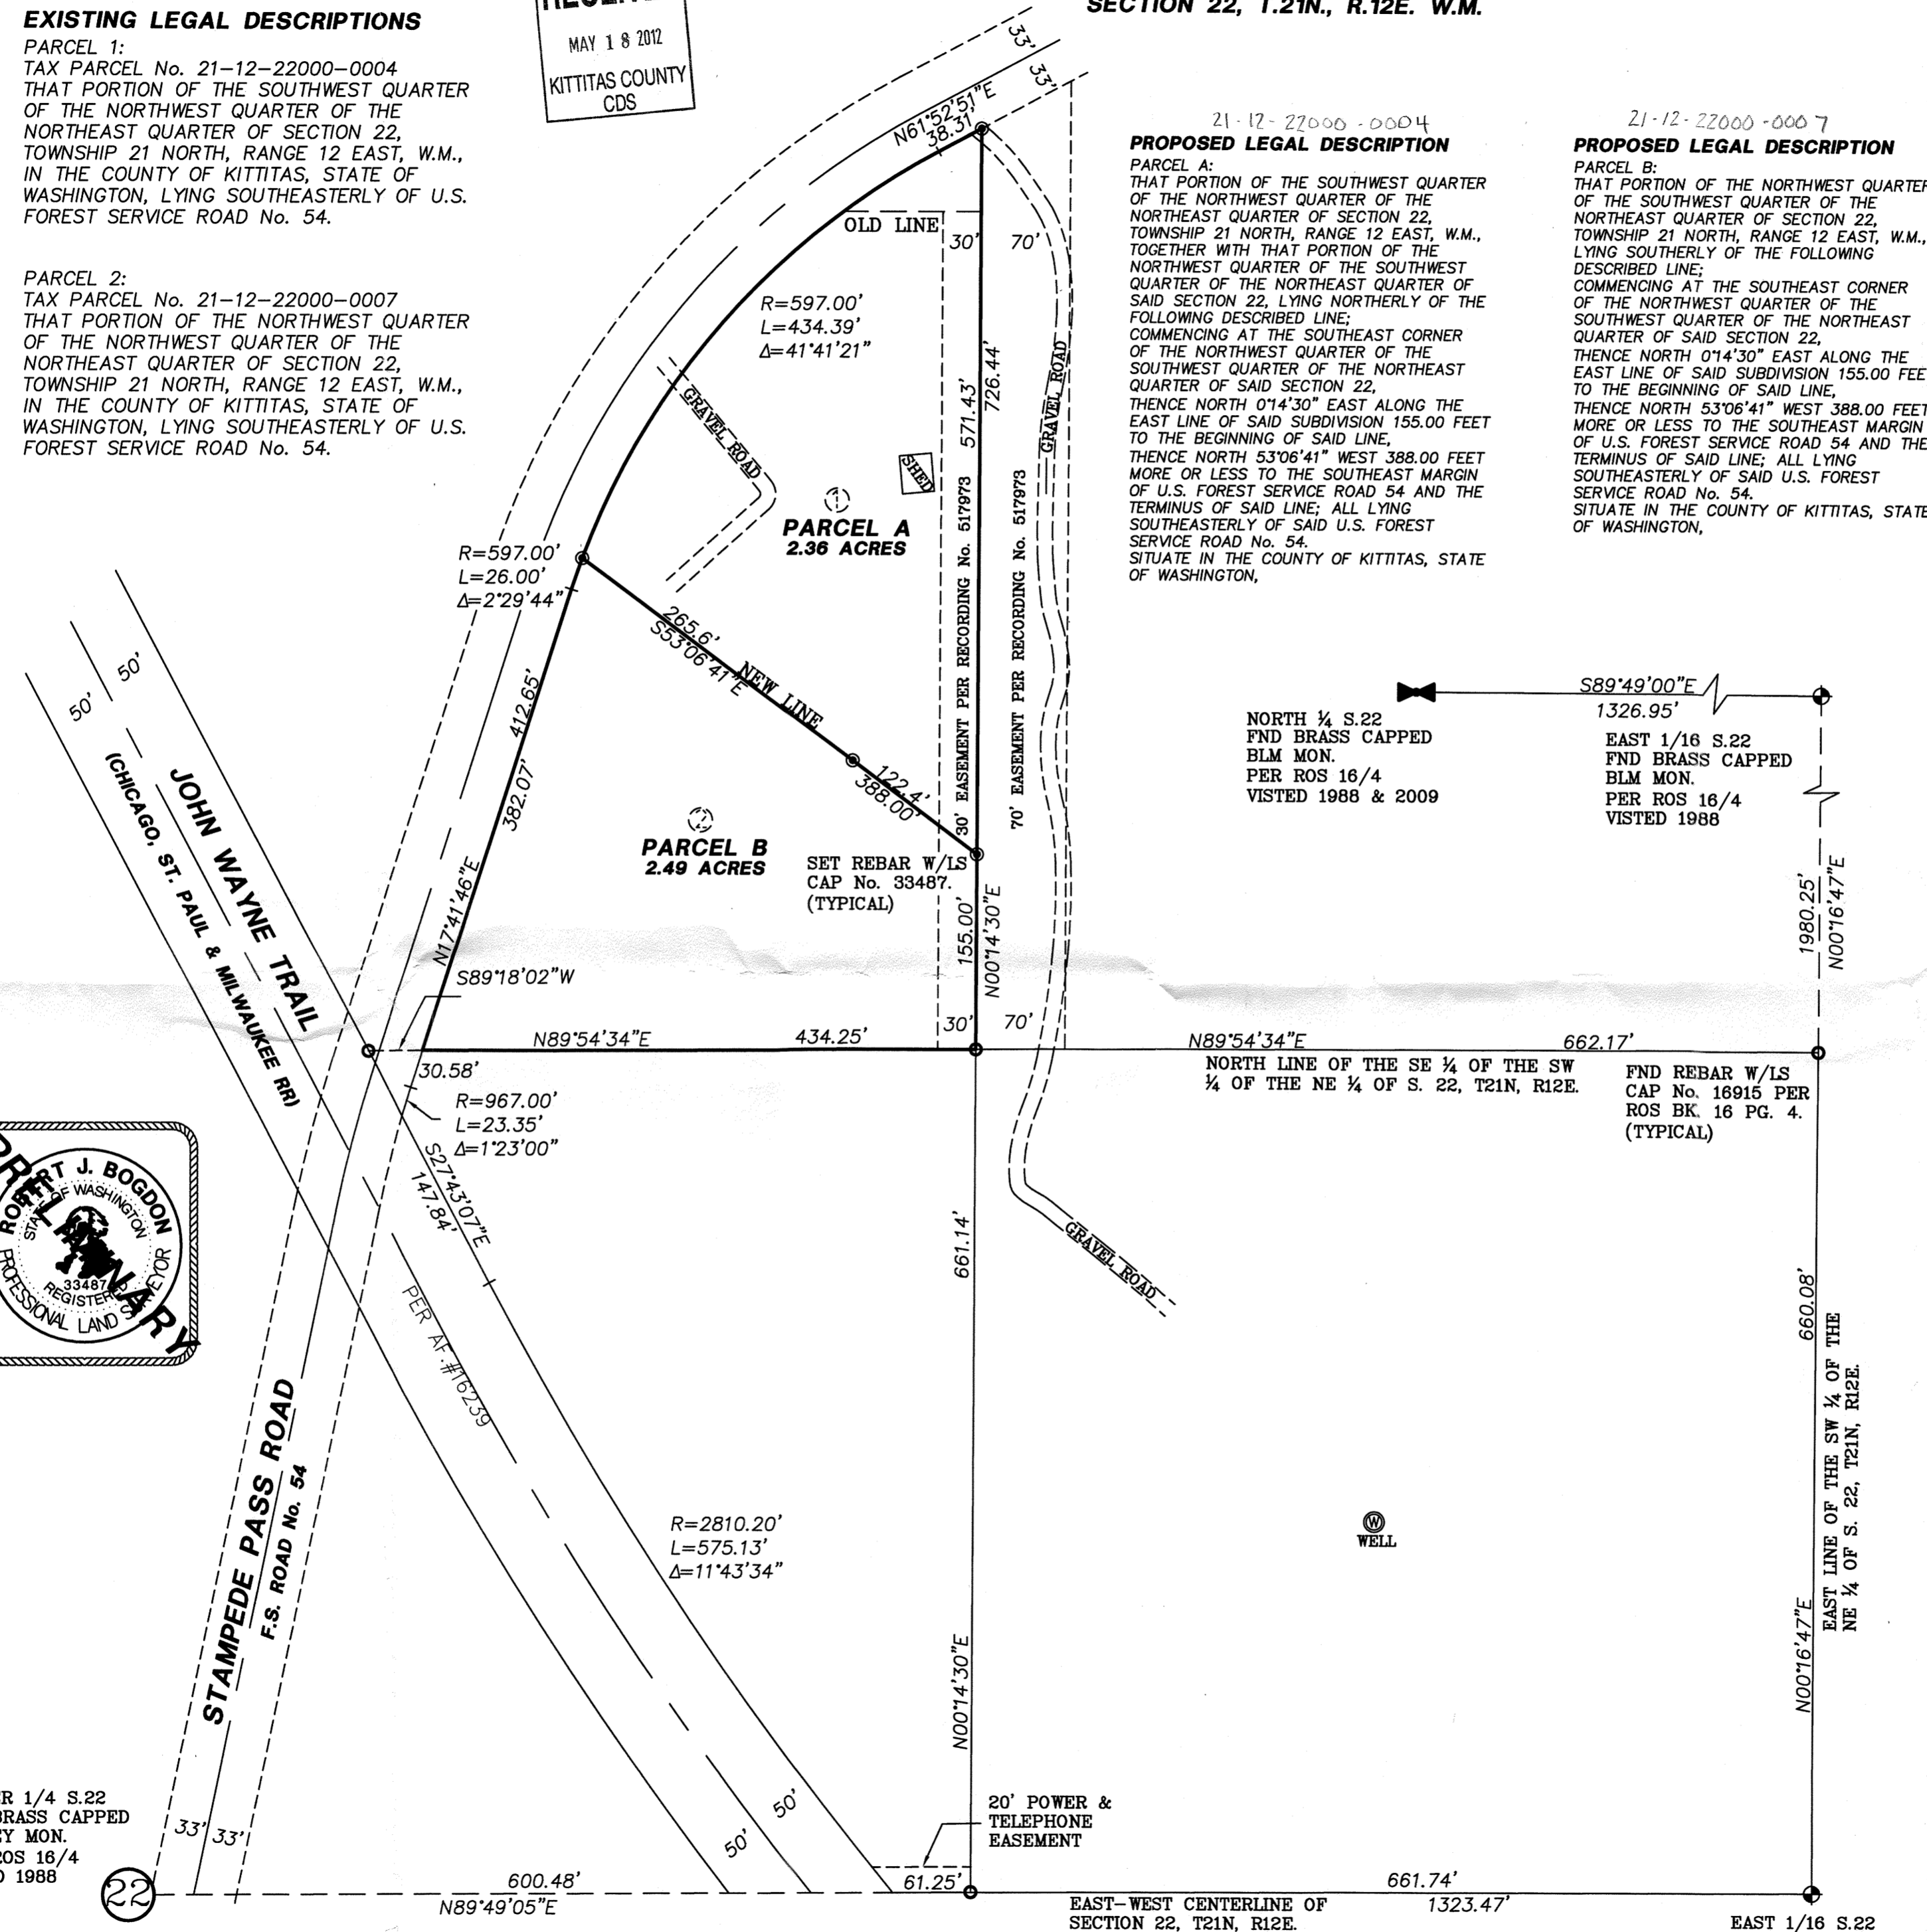 EXISTING LEGAL DESCRIPTIONS
PARCEL 1:
TAX PARCEL No. 21-12-22000-0004
THAT PORTION OF THE SOUTHWEST QUARTER
OF THE NORTHWEST QUARTER OF THE
NORTHEAST QUARTER OF SECTION 22,
TOWNSHIP 21 NORTH, RANGE 12 EAST, W.M.,
IN THE COUNTY OF KITTITAS, STATE OF
WASHINGTON, LYING SOUTHEASTERLY OF U.S.
FOREST SERVICE ROAD No. 54.
PARCEL 2:
TAX PARCEL No. 21-12-22000-0007
THAT PORTION OF THE NORTHWEST QUARTER
OF THE NORTHWEST QUARTER OF THE
NORTHEAST QUARTER OF SECTION 22,
TOWNSHIP 21 NORTH, RANGE 12 EAST, W.M.,
IN THE COUNTY OF KITTITAS, STATE OF
WASHINGTON, LYING SOUTHEASTERLY OF U.S.
FOREST SERVICE ROAD No. 54.
MAY 18 2012
KITTITAS COUNTY
CDS
SECTION 22, T.21N., R.12E. W.M.
21-12-22000-0004
PROPOSED LEGAL DESCRIPTION
PARCEL A:
THAT PORTION OF THE SOUTHWEST QUARTER
OF THE NORTHWEST QUARTER OF THE
NORTHEAST QUARTER OF SECTION 22,
TOWNSHIP 21 NORTH, RANGE 12 EAST, W.M.,
TOGETHER WITH THAT PORTION OF THE
NORTHWEST QUARTER OF THE SOUTHWEST
QUARTER OF THE NORTHEAST QUARTER OF
SAID SECTION 22, LYING NORTHERLY OF THE
FOLLOWING DESCRIBED LINE;
COMMENCING AT THE SOUTHEAST CORNER
OF THE NORTHWEST QUARTER OF THE
SOUTHWEST QUARTER OF THE NORTHEAST
QUARTER OF SAID SECTION 22,
THENCE NORTH 0°14'30" EAST ALONG THE
EAST LINE OF SAID SUBDIVISION 155.00 FEET
TO THE BEGINNING OF SAID LINE,
THENCE NORTH 53°06'41" WEST 388.00 FEET
MORE OR LESS TO THE SOUTHEAST MARGIN
OF U.S. FOREST SERVICE ROAD 54 AND THE
TERMINUS OF SAID LINE; ALL LYING
SOUTHEASTERLY OF SAID U.S. FOREST
SERVICE ROAD No. 54.
SITUATE IN THE COUNTY OF KITTITAS, STATE
OF WASHINGTON,
21-12-22000-0007
PROPOSED LEGAL DESCRIPTION
PARCEL B:
THAT PORTION OF THE NORTHWEST QUARTER
OF THE SOUTHWEST QUARTER OF THE
NORTHEAST QUARTER OF SECTION 22,
TOWNSHIP 21 NORTH, RANGE 12 EAST, W.M.,
LYING SOUTHERLY OF THE FOLLOWING
DESCRIBED LINE;
COMMENCING AT THE SOUTHEAST CORNER
OF THE NORTHWEST QUARTER OF THE
SOUTHWEST QUARTER OF THE NORTHEAST
QUARTER OF SAID SECTION 22,
THENCE NORTH 0°14'30" EAST ALONG THE
EAST LINE OF SAID SUBDIVISION 155.00 FEE
TO THE BEGINNING OF SAID LINE,
THENCE NORTH 53°06'41" WEST 388.00 FEET
MORE OR LESS TO THE SOUTHEAST MARGIN
OF U.S. FOREST SERVICE ROAD 54 AND THE
TERMINUS OF SAID LINE; ALL LYING
SOUTHEASTERLY OF SAID U.S. FOREST
SERVICE ROAD No. 54.
SITUATE IN THE COUNTY OF KITTITAS, STATE
OF WASHINGTON,
33'
33'
N61°52'51"E
38.31'
OLD LINE
30'
70'
R=597.00'
L=434.39'
Δ=41°41'21"
571.43'
726.44'
GRAVEL ROAD
GRAVEL ROAD
SHED
1
PARCEL A
2.36 ACRES
30' EASEMENT PER RECORDING No. 517973
70' EASEMENT PER RECORDING No. 517973
R=597.00'
L=26.00'
Δ=2°29'44"
265.6'
S53°06'41"E
NEW LINE
122.4'
388.00'
412.65'
382.07'
N17°41'46"E
2
PARCEL B
2.49 ACRES
SET REBAR W/LS
CAP No. 33487.
(TYPICAL)
155.00'
N00°14'30"E
50'
50'
JOHN WAYNE TRAIL
(CHICAGO, ST. PAUL & MILWAUKEE RR)
S89°49'00"E
1326.95'
NORTH ¼ S.22
FND BRASS CAPPED
BLM MON.
PER ROS 16/4
VISTED 1988 & 2009
EAST 1/16 S.22
FND BRASS CAPPED
BLM MON.
PER ROS 16/4
VISTED 1988
1980.25'
N00°16'47"E
S89°18'02"W
N89°54'34"E
434.25'
30'
70'
N89°54'34"E
662.17'
NORTH LINE OF THE SE ¼ OF THE SW
¼ OF THE NE ¼ OF S. 22, T21N, R12E.
FND REBAR W/LS
CAP No. 16915 PER
ROS BK. 16 PG. 4.
(TYPICAL)
30.58'
R=967.00'
L=23.35'
Δ=1°23'00"
S27°43'07"E
147.84'
PER AF.#16239
ROBERT J. BOGDON
STATE OF WASHINGTON
33487
REGISTERED
PROFESSIONAL LAND SURVEYOR
PRELIMINARY
661.14'
GRAVEL ROAD
660.08'
EAST LINE OF THE SW ¼ OF THE
NE ¼ OF S. 22, T21N, R12E.
STAMPEDE PASS ROAD
F.S. ROAD No. 54
R=2810.20'
L=575.13'
Δ=11°43'34"
W
WELL
N00°14'30"E
N00°16'47"E
R 1/4 S.22
BRASS CAPPED
EY MON.
ROS 16/4
D 1988
33'
33'
50'
50'
20' POWER &
TELEPHONE
EASEMENT
22
600.48'
N89°49'05"E
61.25'
661.74'
EAST-WEST CENTERLINE OF
SECTION 22, T21N, R12E.
1323.47'
EAST 1/16 S.22